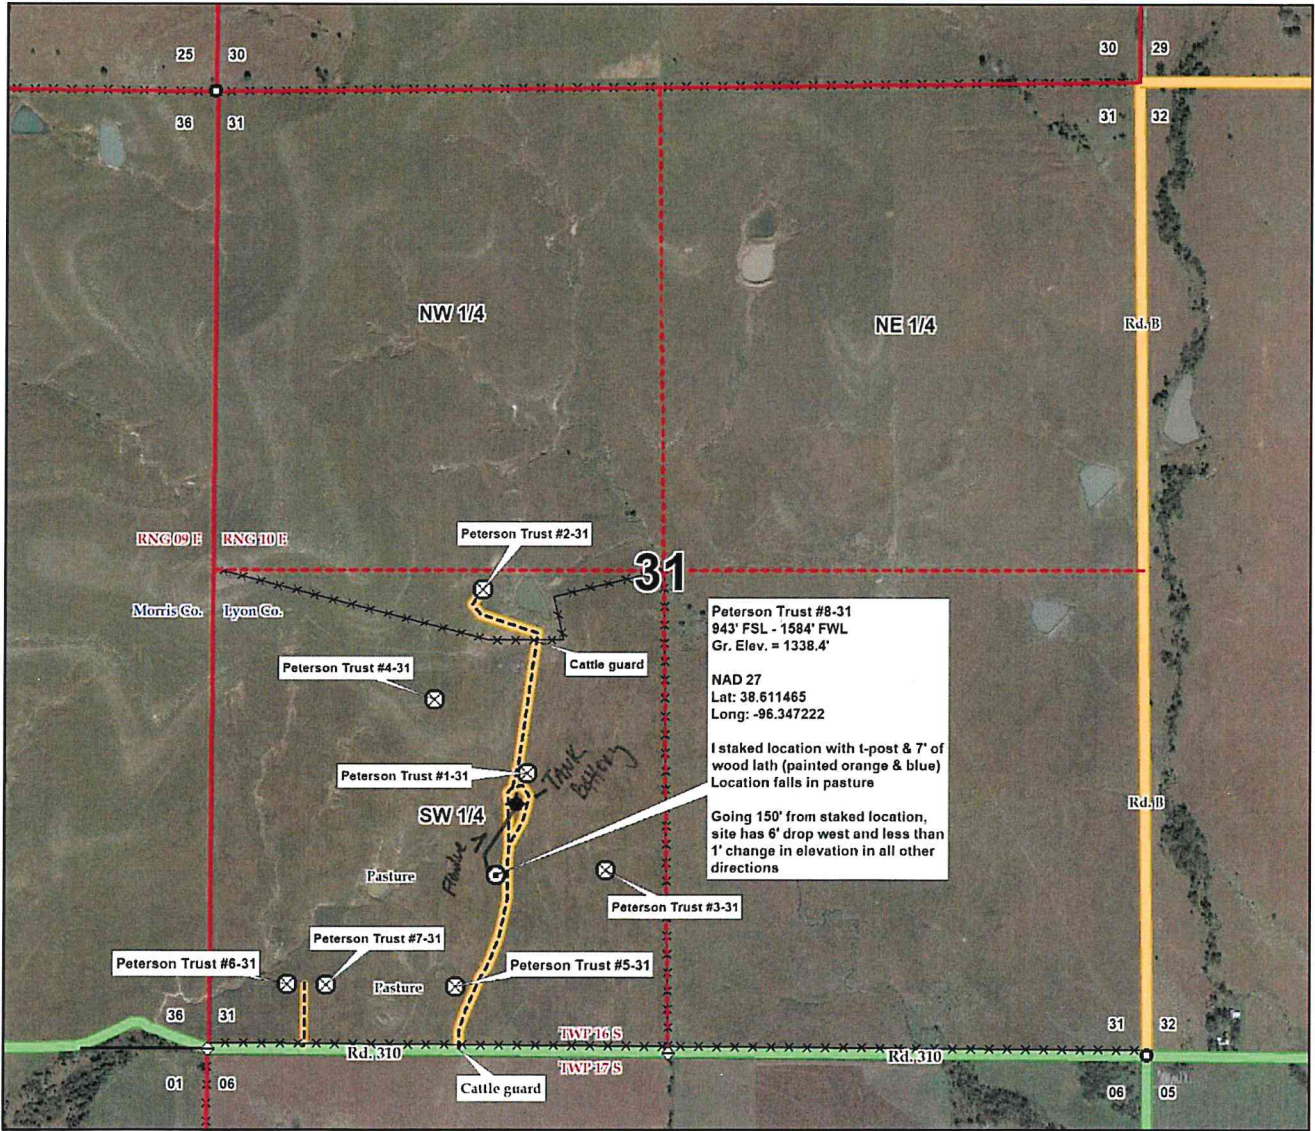 25 30
30 29
36 31
31 32
NW 1/4
NE 1/4
Rd. B
RNG 09 E RNG 10 E
Peterson Trust #2-31
31
Morris Co. Lyon Co.
Cattle guard
Peterson Trust #4-31
Peterson Trust #8-31
943' FSL - 1584' FWL
Gr. Elev. = 1338.4'
NAD 27
Lat: 38.611465
Long: -96.347222
I staked location with t-post & 7' of
wood lath (painted orange & blue)
Location falls in pasture
Going 150' from staked location,
site has 6' drop west and less than
1' change in elevation in all other
directions
Peterson Trust #1-31
TANK
Battery
SW 1/4
Rd. B
Pasture
Peterson Trust #3-31
Peterson Trust #6-31
Peterson Trust #7-31
Pasture
Peterson Trust #5-31
36 31
31 32
TWP 16 S
Rd. 310
Rd. 310
TWP 17 S
01 06
Cattle guard
06 05